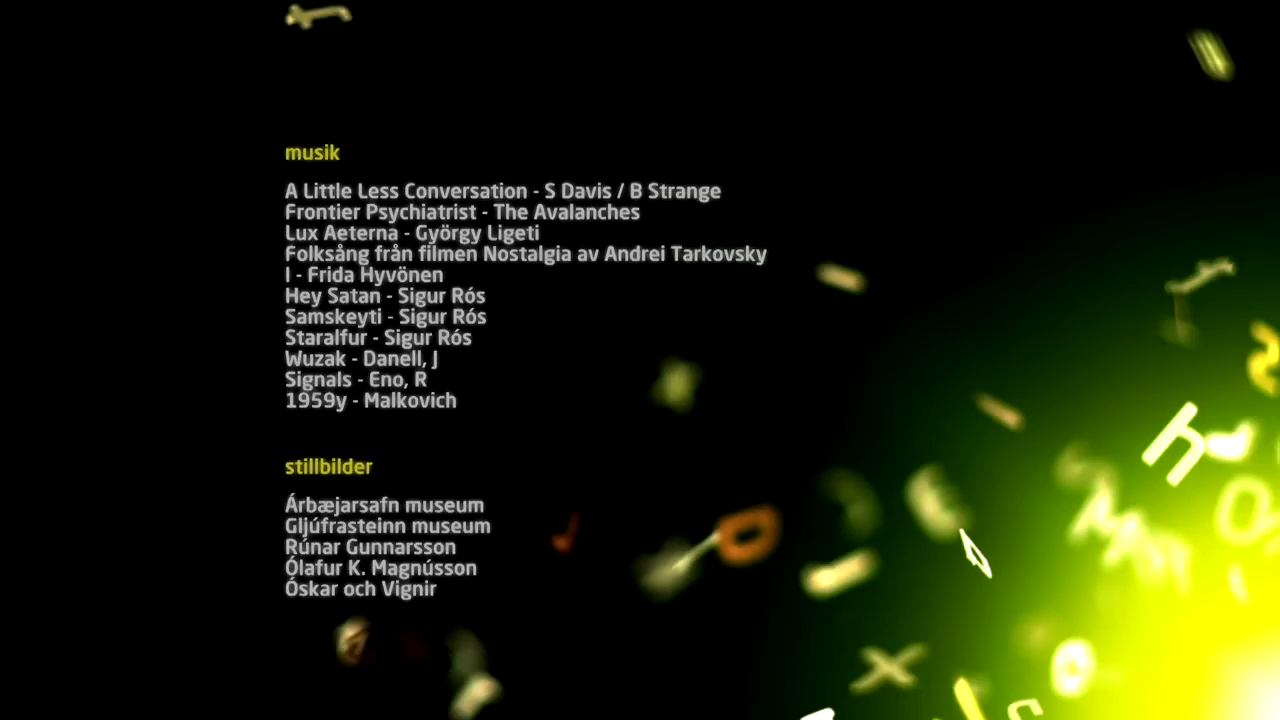 musik
A Little Less Conversation - S Davis / B Strange
Frontier Psychiatrist - The Avalanches
Lux Aeterna - György Ligeti
Folksång från filmen Nostalgia av Andrei Tarkovsky
I - Frida Hyvönen
Hey Satan - Sigur Rós
Samskeyti - Sigur Rós
Staralfur - Sigur Rós
Wuzak - Danell, J
Signals - Eno, R
1959y - Malkovich
stillbilder
Árbæjarsafn museum
Gljúfrasteinn museum
Rúnar Gunnarsson
Ólafur K. Magnússon
Óskar och Vignir